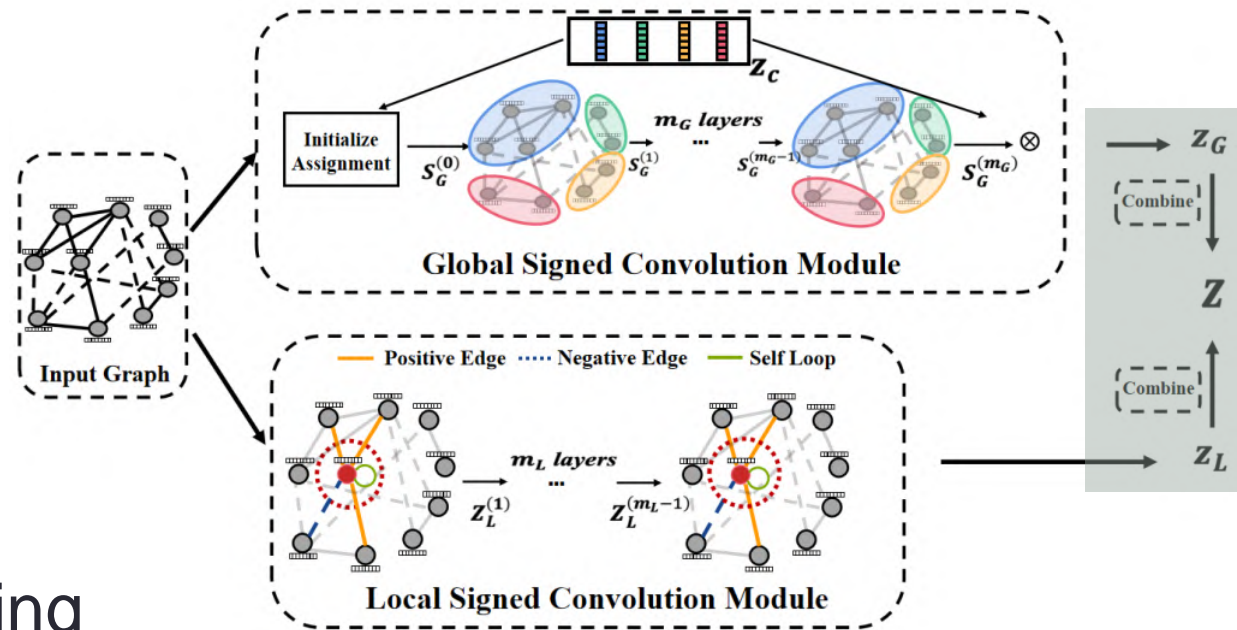 Z_C
Initialize
Assignment
S_G^(0)
S_G^(1)
m_G layers
...
S_G^(m_G-1)
S_G^(m_G)
⊗
Global Signed Convolution Module
Input Graph
Positive Edge Negative Edge Self Loop
Z_L^(1)
m_L layers
...
Z_L^(m_L-1)
Local Signed Convolution Module
z_G
Combine
Z
Combine
z_L
ing